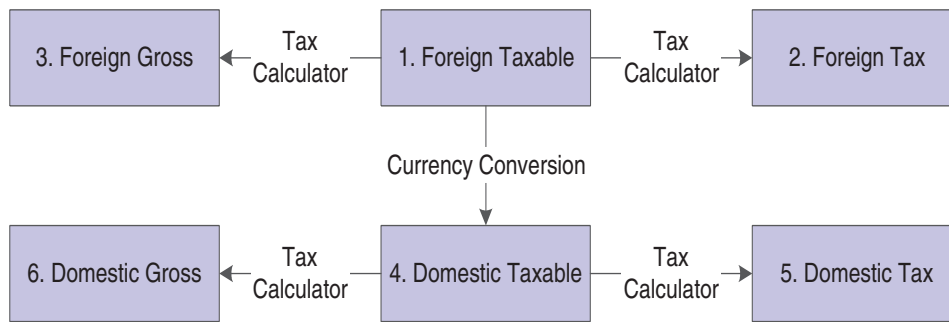 3. Foreign Gross
Tax
Calculator
1. Foreign Taxable
Tax
Calculator
2. Foreign Tax
Currency Conversion
6. Domestic Gross
Tax
Calculator
4. Domestic Taxable
Tax
Calculator
5. Domestic Tax